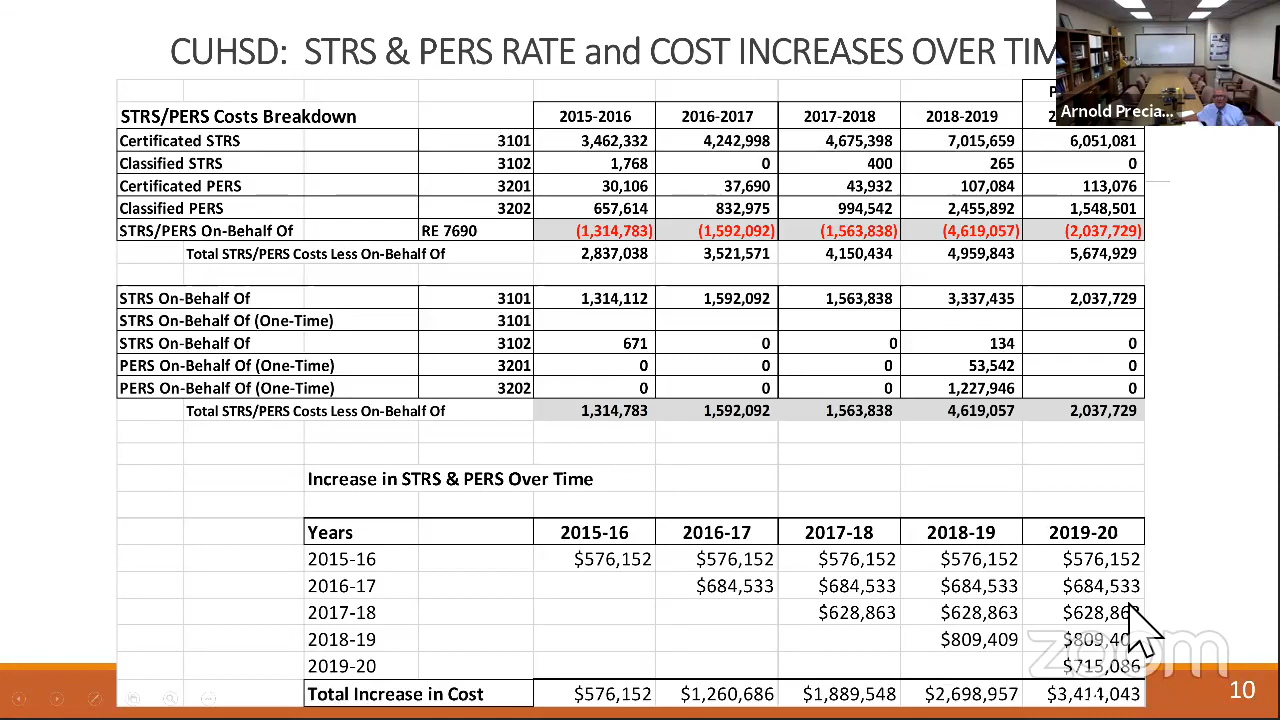 CUHSD: STRS & PERS RATE and COST INCREASES OVER
Arnold Precia...
STRS/PERS Costs Breakdown 2015-2016 2016-2017 2017-2018 2018-2019
Certificated STRS 3101 3,462,332 4,242,998 4,675,398 7,015,659 6,051,081
Classified STRS 3102 1,768 0 400 265 0
Certificated PERS 3201 30,106 37,690 43,932 107,084 113,076
Classified PERS 3202 657,614 832,975 994,542 2,455,892 1,548,501
STRS/PERS On-Behalf Of RE 7690 (1,314,783) (1,592,092) (1,563,838) (4,619,057) (2,037,729)
Total STRS/PERS Costs Less On-Behalf Of 2,837,038 3,521,571 4,150,434 4,959,843 5,674,929
STRS On-Behalf Of 3101 1,314,112 1,592,092 1,563,838 3,337,435 2,037,729
STRS On-Behalf Of (One-Time) 3101
STRS On-Behalf Of 3102 671 0 0 134 0
PERS On-Behalf Of (One-Time) 3201 0 0 0 53,542 0
PERS On-Behalf Of (One-Time) 3202 0 0 0 1,227,946 0
Total STRS/PERS Costs Less On-Behalf Of 1,314,783 1,592,092 1,563,838 4,619,057 2,037,729
Increase in STRS & PERS Over Time
Years 2015-16 2016-17 2017-18 2018-19 2019-20
2015-16 $576,152 $576,152 $576,152 $576,152 $576,152
2016-17 $684,533 $684,533 $684,533 $684,533
2017-18 $628,863 $628,863
2018-19 $809,409
2019-20 $715,086
Total Increase in Cost $576,152 $1,260,686 $1,889,548 $2,698,957 $3,414,043
zoom
10